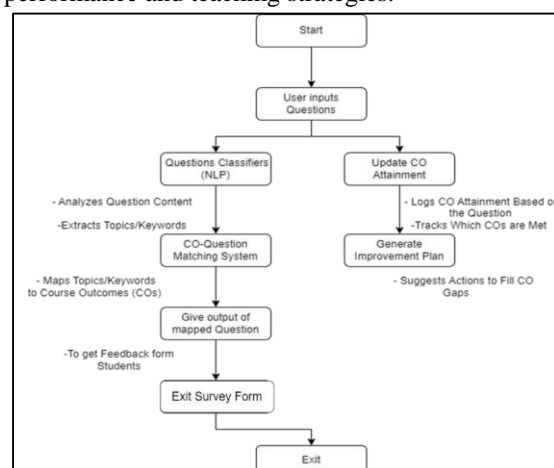 performance and teaching strategies.
Start
User inputs
Questions
Questions Classifiers
(NLP)
Update CO
Attainment
- Analyzes Question Content
-Extracts Topics/Keywords
- Logs CO Attainment Based o
the Question
-Tracks Which COs are Met
CO-Question
Matching System
Generate
Improvement Plan
- Maps Topics/Keywords
to Course Outcomes (COs)
- Suggests Actions to Fill CO
Gaps
Give output of
mapped Question
-To get Feedback form
Students
Exit Survey Form
Exit